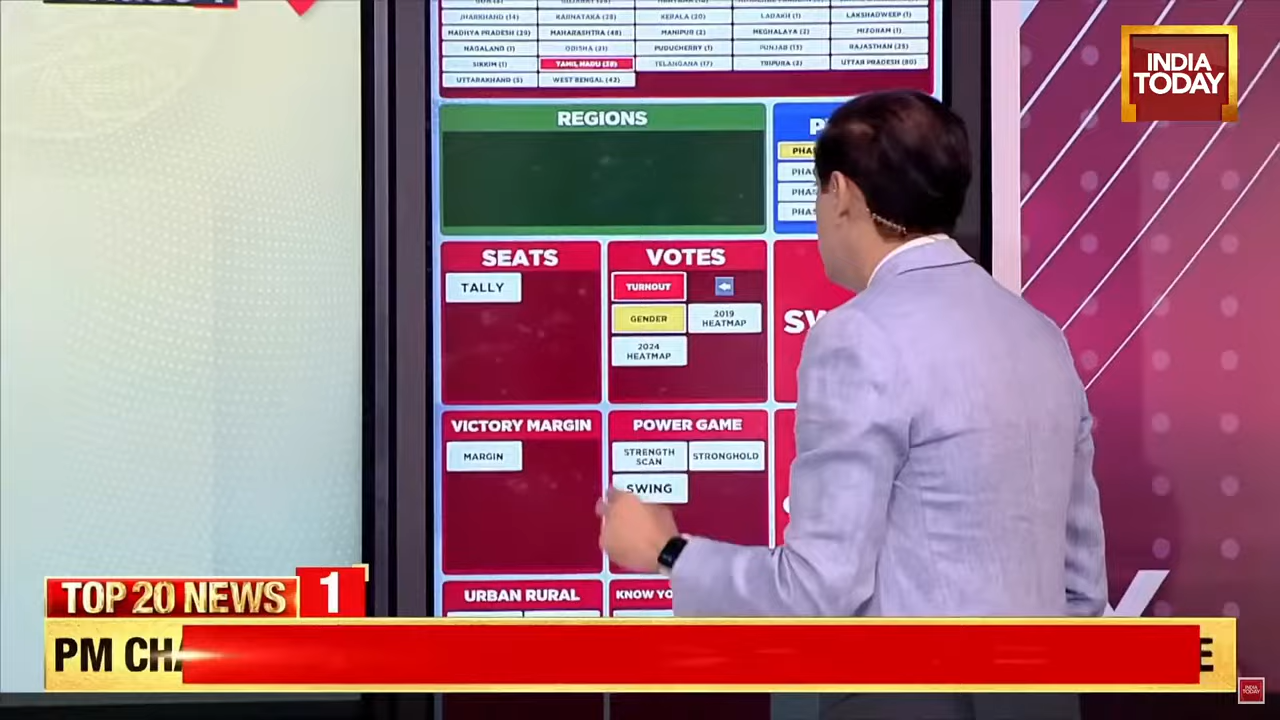 INDIA
TODAY
JHARKHAND (14)
KARNATAKA (28)
KERALA (20)
LADAKH (1)
LAKSHADWEEP (1)
MADHYA PRADESH (29)
MAHARASHTRA (48)
MANIPUR (2)
MEGHALAYA (2)
MIZORAM (1)
NAGALAND (1)
ODISHA (21)
PUDUCHERRY (1)
PUNJAB (13)
RAJASTHAN (25)
SIKKIM (1)
TAMIL NADU (39)
TELANGANA (17)
TRIPURA (2)
UTTAR PRADESH (80)
UTTARAKHAND (5)
WEST BENGAL (42)
REGIONS
SEATS
TALLY
VOTES
TURNOUT
GENDER
2019
HEATMAP
2024
HEATMAP
VICTORY MARGIN
MARGIN
POWER GAME
STRENGTH
SCAN
STRONGHOLD
SWING
URBAN RURAL
TOP 20 NEWS 1
PM
INDIA
TODAY